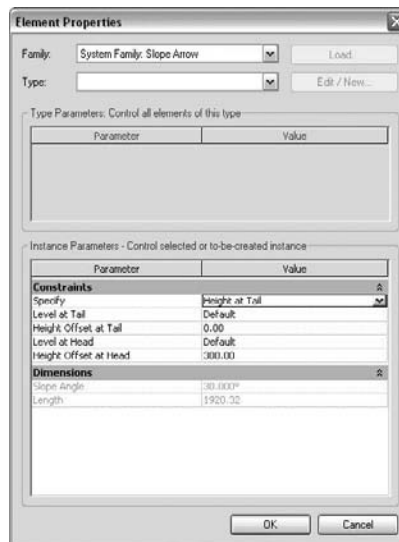 Element Properties
Family: System Family: Slope Arrow Load.
Type: Edit / New...
Type Parameters: Control all elements of this type
Parameter Value
Instance Parameters - Control selected or to-be-created instance
Parameter Value
Constraints
Specify Height at Tail
Level at Tail Default
Height Offset at Tail 0.00
Level at Head Default
Height Offset at Head 300.00
Dimensions
Slope Angle 30.000°
Length 1920.32
OK Cancel